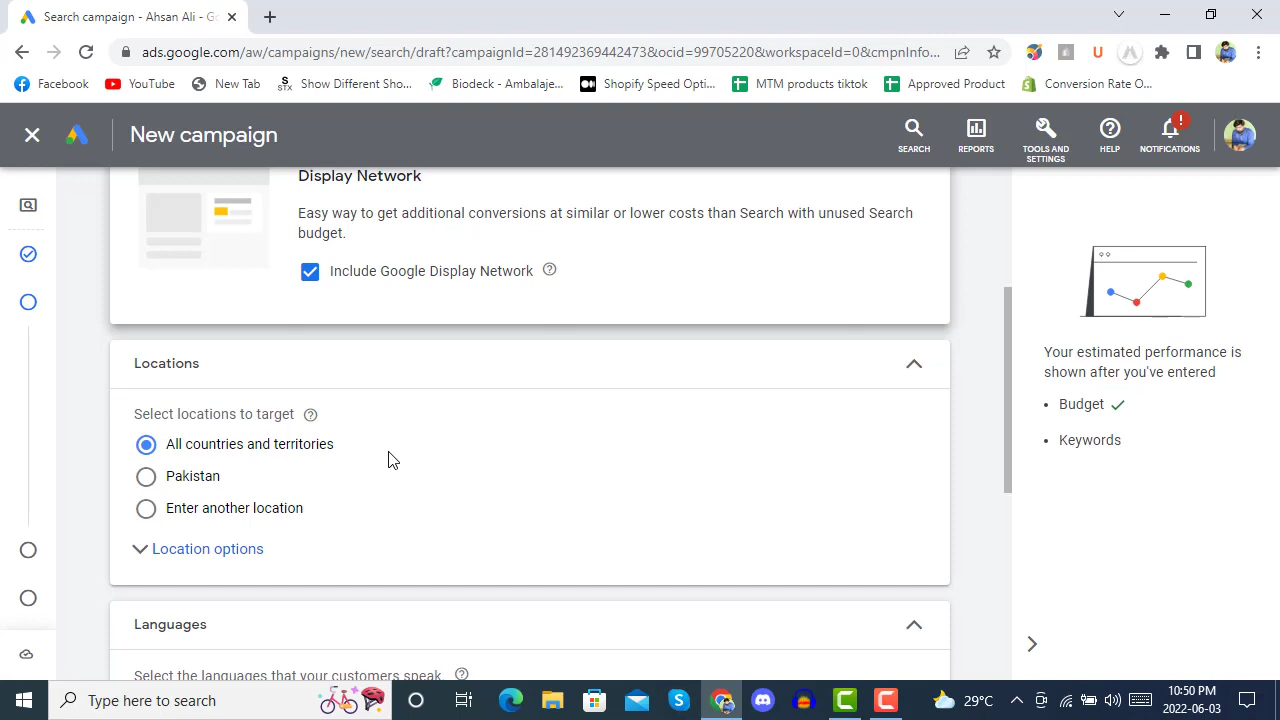 Search campaign - Ahsan Ali - Go
ads.google.com/aw/campaigns/new/search/draft?campaignId=281492369442473&ocid=99705220&workspaceId=0&cmpnInfo...
Facebook
YouTube
New Tab
STX
Show Different Sho...
Biodeck - Ambalaje...
Shopify Speed Opti...
MTM products tiktok
Approved Product
Conversion Rate O...
New campaign
SEARCH
REPORTS
TOOLS AND
SETTINGS
HELP
!
NOTIFICATIONS
Display Network
Easy way to get additional conversions at similar or lower costs than Search with unused Search
budget.
Include Google Display Network
Locations
Select locations to target
All countries and territories
Pakistan
Enter another location
Location options
Languages
Select the languages that your customers speak.
Your estimated performance is
shown after you've entered
• Budget
• Keywords
Type here to search
29°C
10:50 PM
2022-06-03